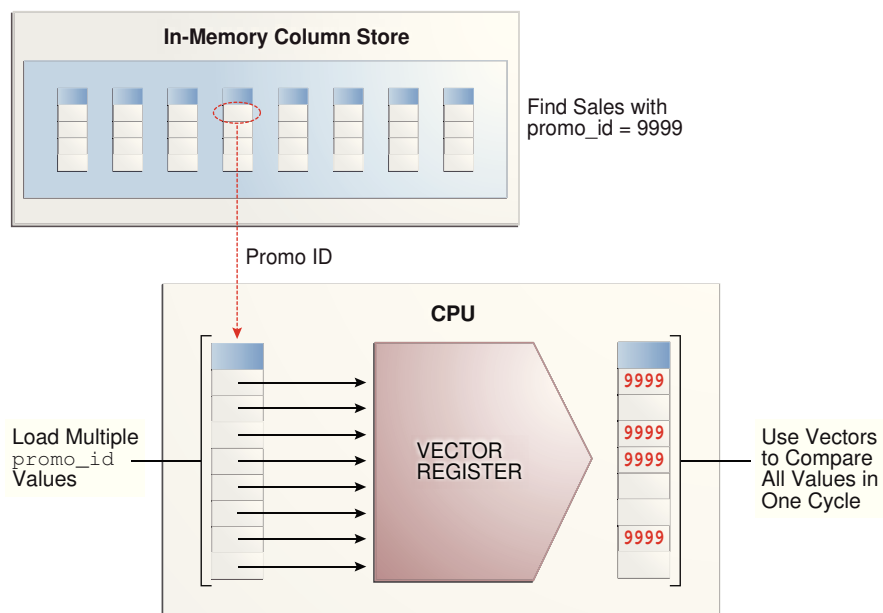 In-Memory Column Store
Find Sales with
promo_id = 9999
Promo ID
CPU
Load Multiple
promo_id
Values
VECTOR
REGISTER
9999
9999
9999
9999
Use Vectors
to Compare
All Values in
One Cycle